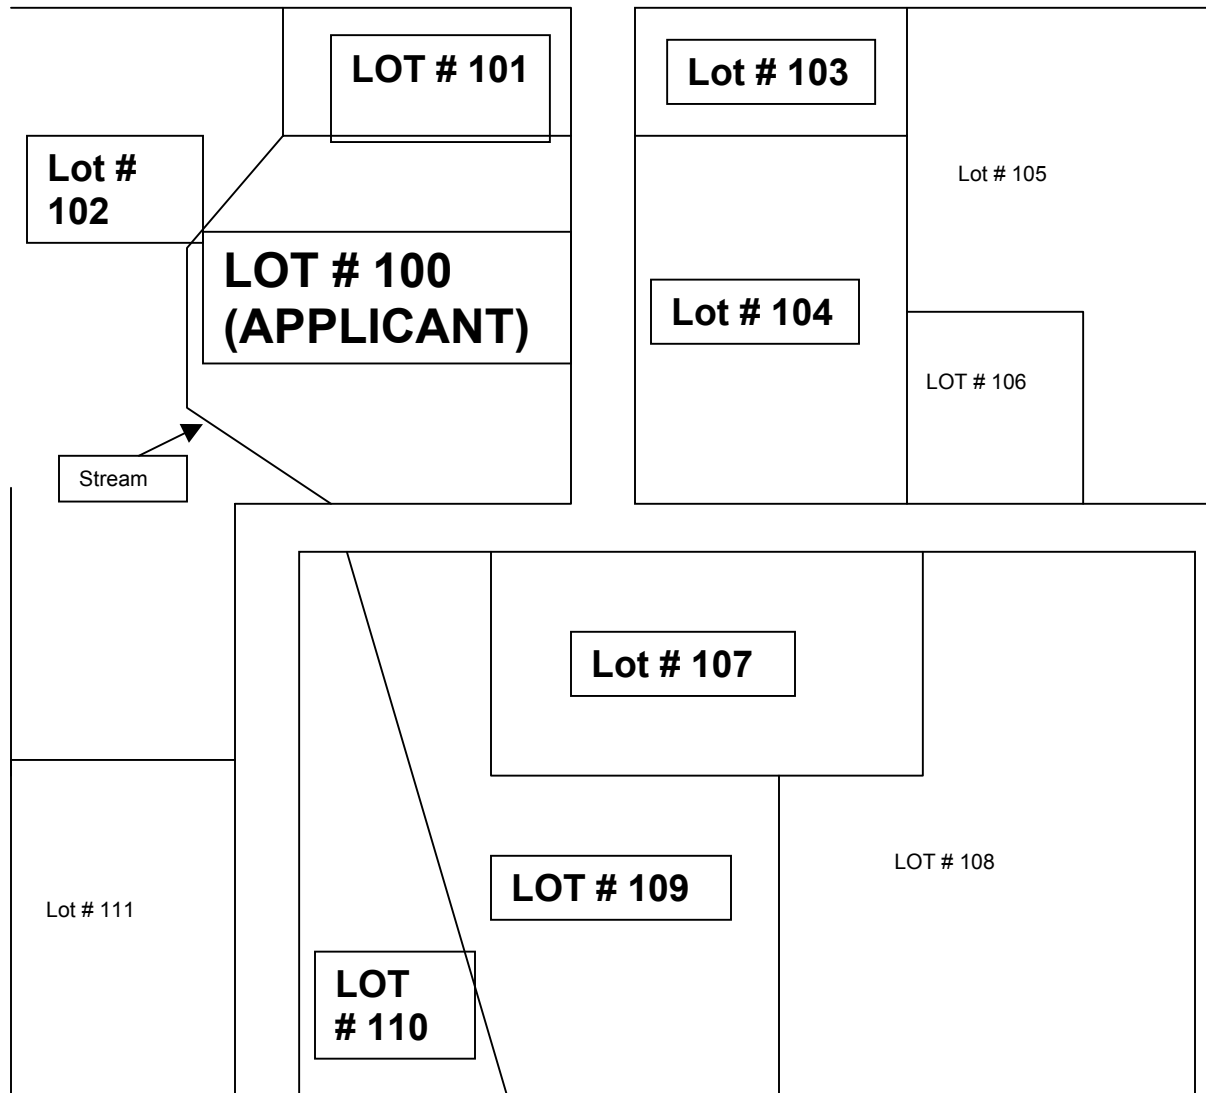 LOT # 101
Lot # 103
Lot #
102
Lot # 105
LOT # 100
(APPLICANT)
Lot # 104
LOT # 106
Stream
Lot # 107
LOT # 109
LOT # 108
Lot # 111
LOT
# 110